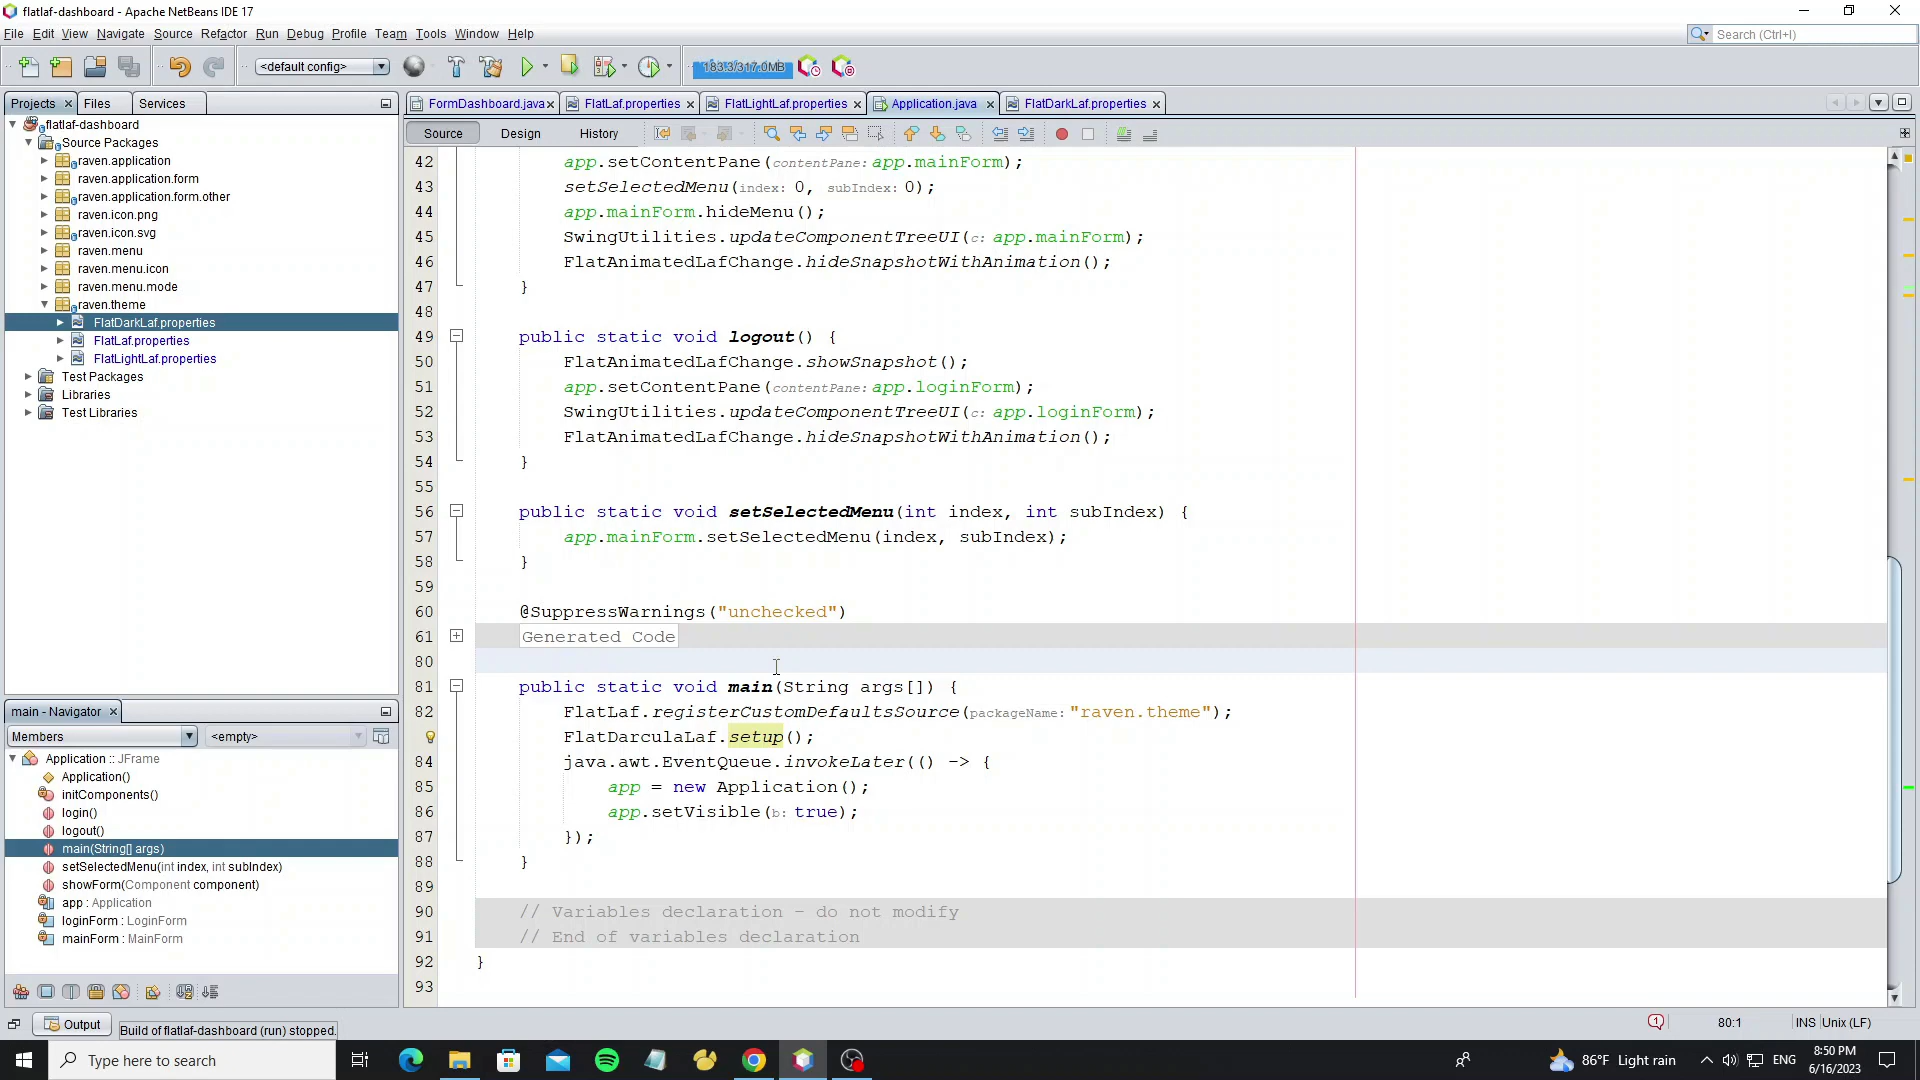 flatlaf-dashboard - Apache NetBeans IDE 17
File Edit View Navigate Source Refactor Run Debug Profile Team Tools Window Help
Search (Ctrl+I)
<default config>
183.3/317.0MB
Projects Files Services
FormDashboard.java FlatLaf.properties FlatLightLaf.properties Application.java FlatDarkLaf.properties
Source Design History
flatlaf-dashboard
Source Packages
raven.application
raven.application.form
raven.application.form.other
raven.icon.png
raven.icon.svg
raven.menu
raven.menu.icon
raven.menu.mode
raven.theme
FlatDarkLaf.properties
FlatLaf.properties
FlatLightLaf.properties
Test Packages
Libraries
Test Libraries
42 app.setContentPane(contentPane: app.mainForm);
43 setSelectedMenu(index: 0, subIndex: 0);
44 app.mainForm.hideMenu();
45 SwingUtilities.updateComponentTreeUI(c: app.mainForm);
46 FlatAnimatedLafChange.hideSnapshotWithAnimation();
47 }
48
49 public static void logout() {
50 FlatAnimatedLafChange.showSnapshot();
51 app.setContentPane(contentPane: app.loginForm);
52 SwingUtilities.updateComponentTreeUI(c: app.loginForm);
53 FlatAnimatedLafChange.hideSnapshotWithAnimation();
54 }
55
56 public static void setSelectedMenu(int index, int subIndex) {
57 app.mainForm.setSelectedMenu(index, subIndex);
58 }
59
60 @SuppressWarnings("unchecked")
61 Generated Code
80
81 public static void main(String args[]) {
82 FlatLaf.registerCustomDefaultsSource(packageName: "raven.theme");
FlatDarculaLaf.setup();
84 java.awt.EventQueue.invokeLater(() -> {
85 app = new Application();
86 app.setVisible(b: true);
87 });
88 }
89
90 // Variables declaration - do not modify
91 // End of variables declaration
92 }
93
main - Navigator
Members <empty>
Application :: JFrame
Application()
initComponents()
login()
logout()
main(String[] args)
setSelectedMenu(int index, int subIndex)
showForm(Component component)
app : Application
loginForm : LoginForm
mainForm : MainForm
Output
Build of flatlaf-dashboard (run) stopped.
1
80:1 INS Unix (LF)
Type here to search
86°F Light rain
ENG
8:50 PM
6/16/2023